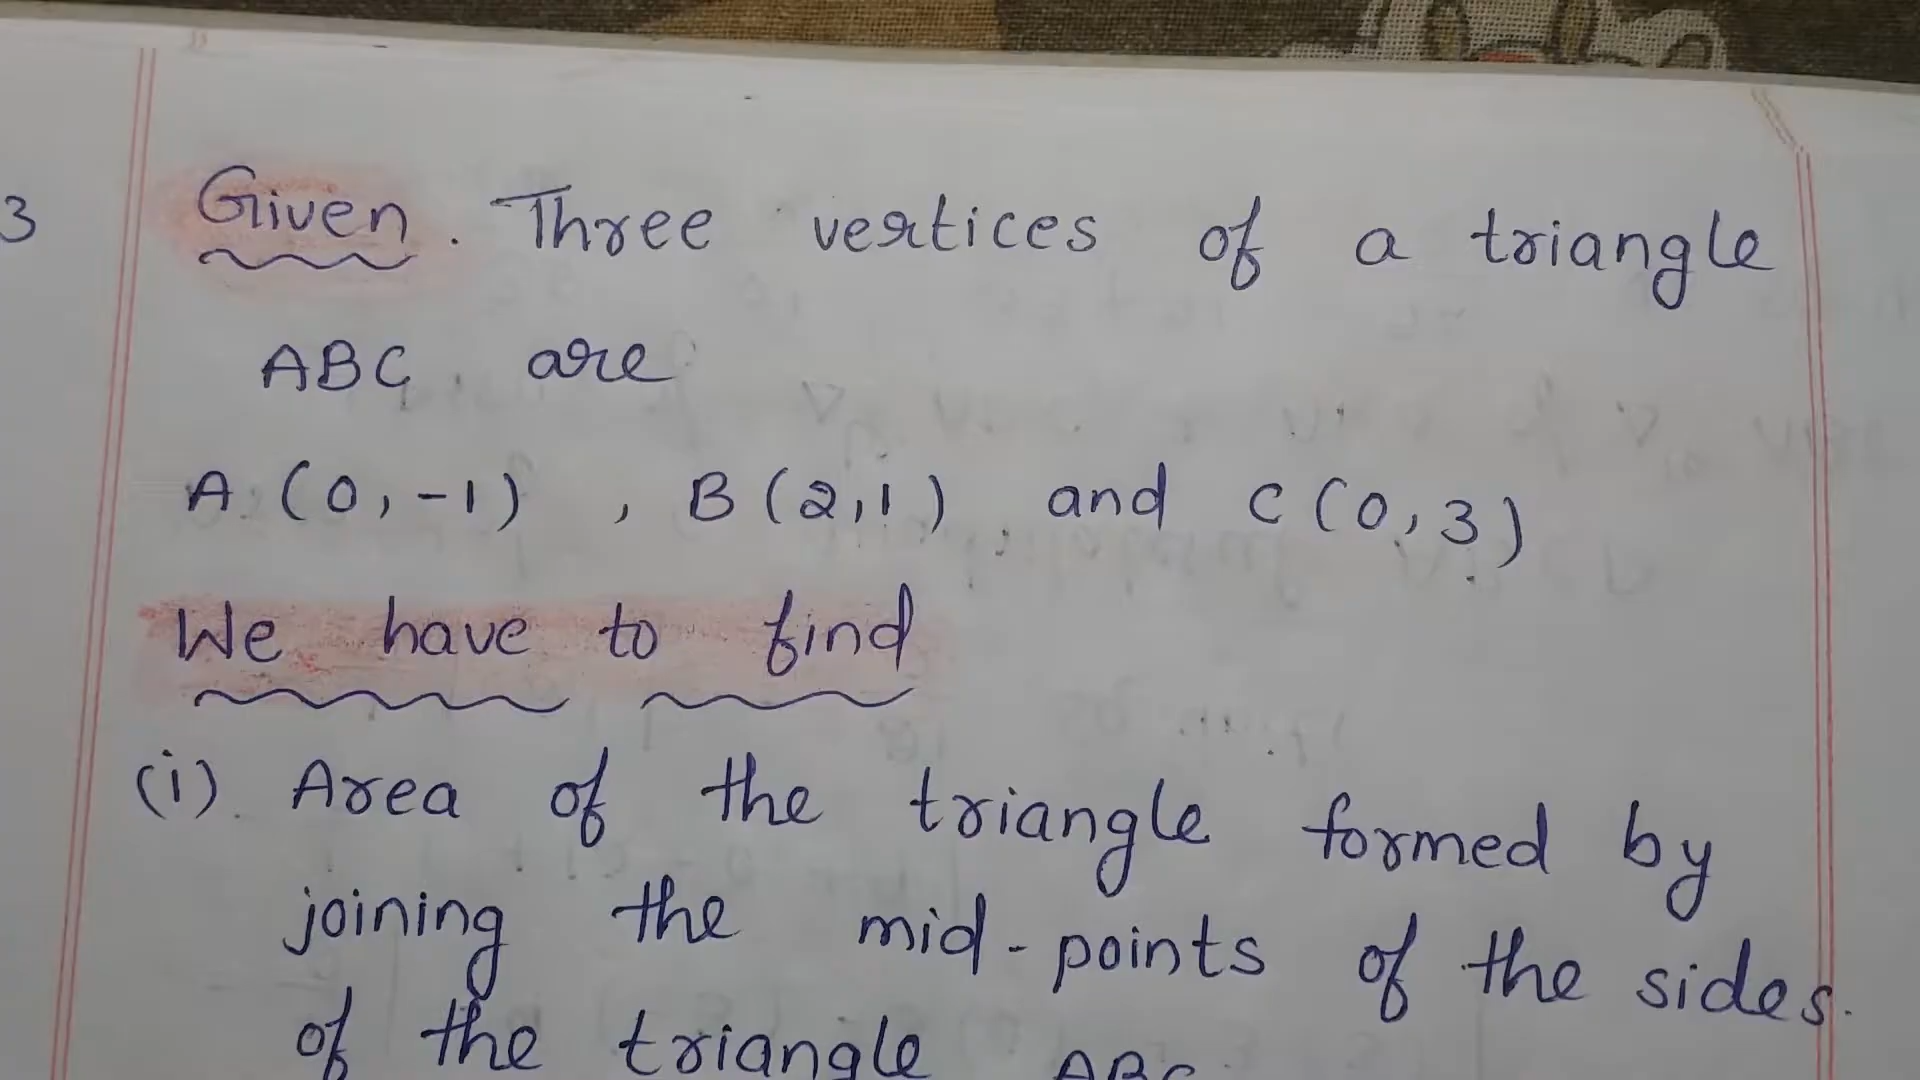 3 Given. Three vertices of a triangle
ABC are
A (0, -1) , B (2,1) and C (0,3)
We have to find
(i). Area of the triangle formed by
joining the mid-points of the sides.
of the triangle ABC